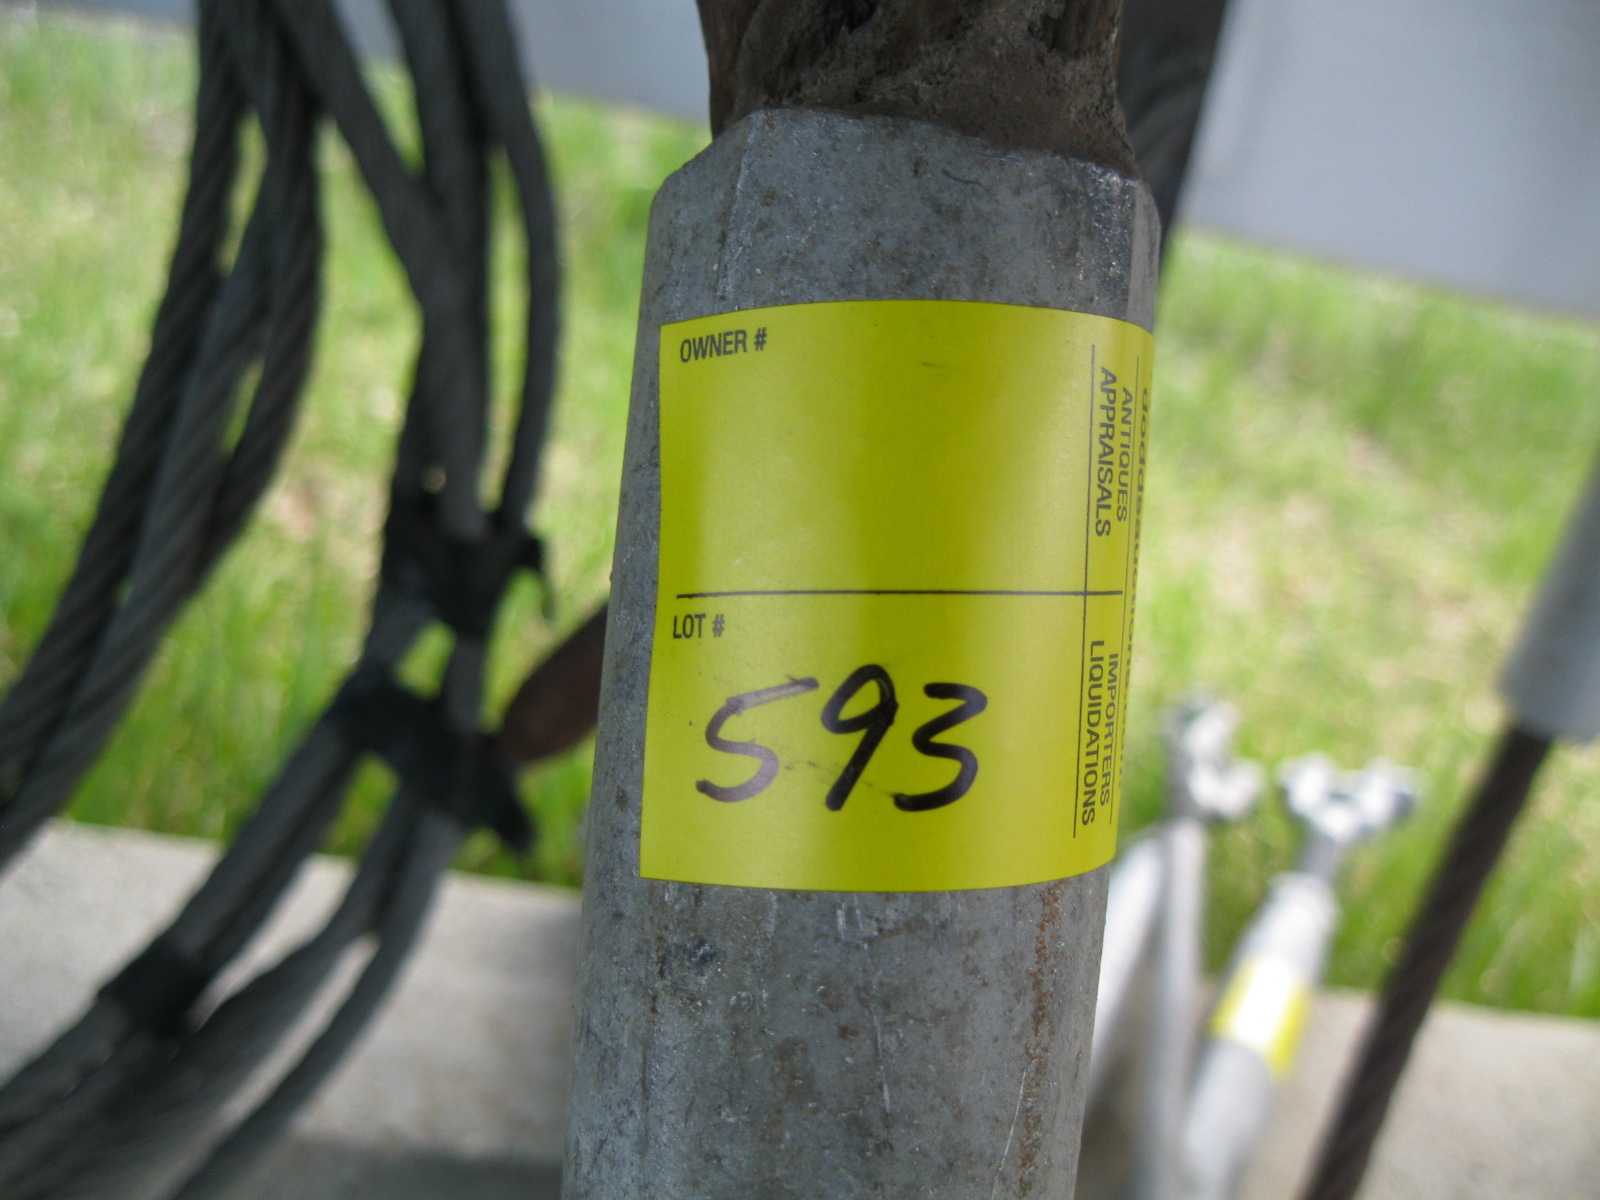 OWNER #
LOT #
593
ANTIQUES
APPRAISALS
IMPORTERS
LIQUIDATIONS